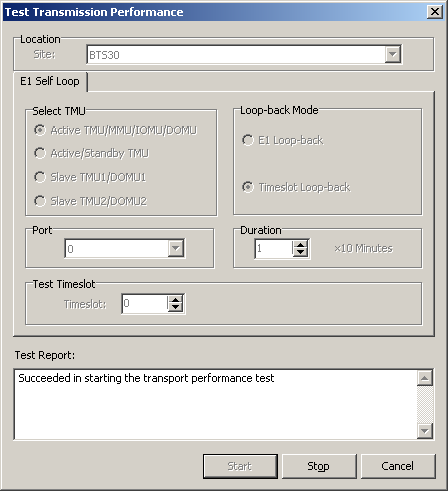 Test Transmission Performance
Location
Site: BTS30
E1 Self Loop
Select TMU
Active TMU/MMU/IOMU/DOMU
Active/Standby TMU
Slave TMU1/DOMU1
Slave TMU2/DOMU2
Loop-back Mode
E1 Loop-back
Timeslot Loop-back
Port
0
Duration
1 ×10 Minutes
Test Timeslot
Timeslot: 0
Test Report:
Succeeded in starting the transport performance test
Start Stop Cancel